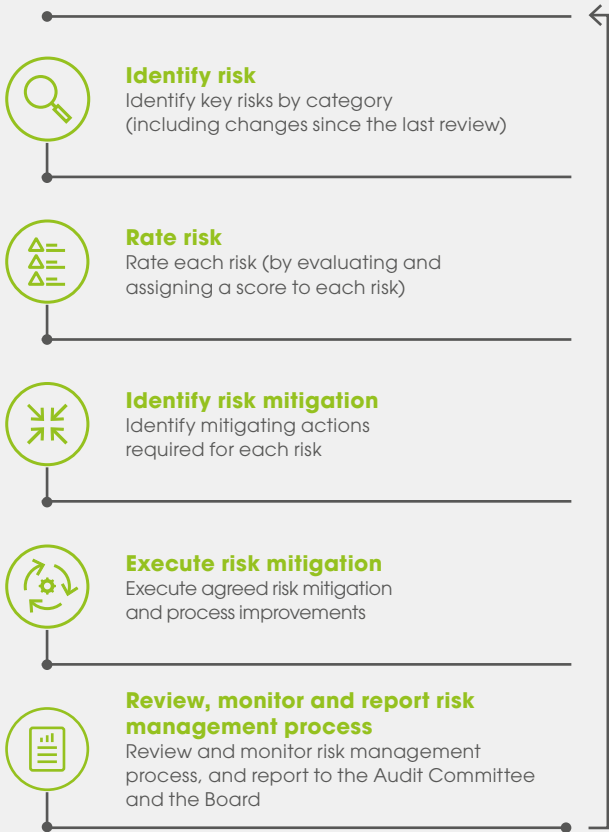 Identify risk
Identify key risks by category
(including changes since the last review)
Rate risk
Rate each risk (by evaluating and
assigning a score to each risk)
Identify risk mitigation
Identify mitigating actions
required for each risk
Execute risk mitigation
Execute agreed risk mitigation
and process improvements
Review, monitor and report risk
management process
Review and monitor risk management
process, and report to the Audit Committee
and the Board